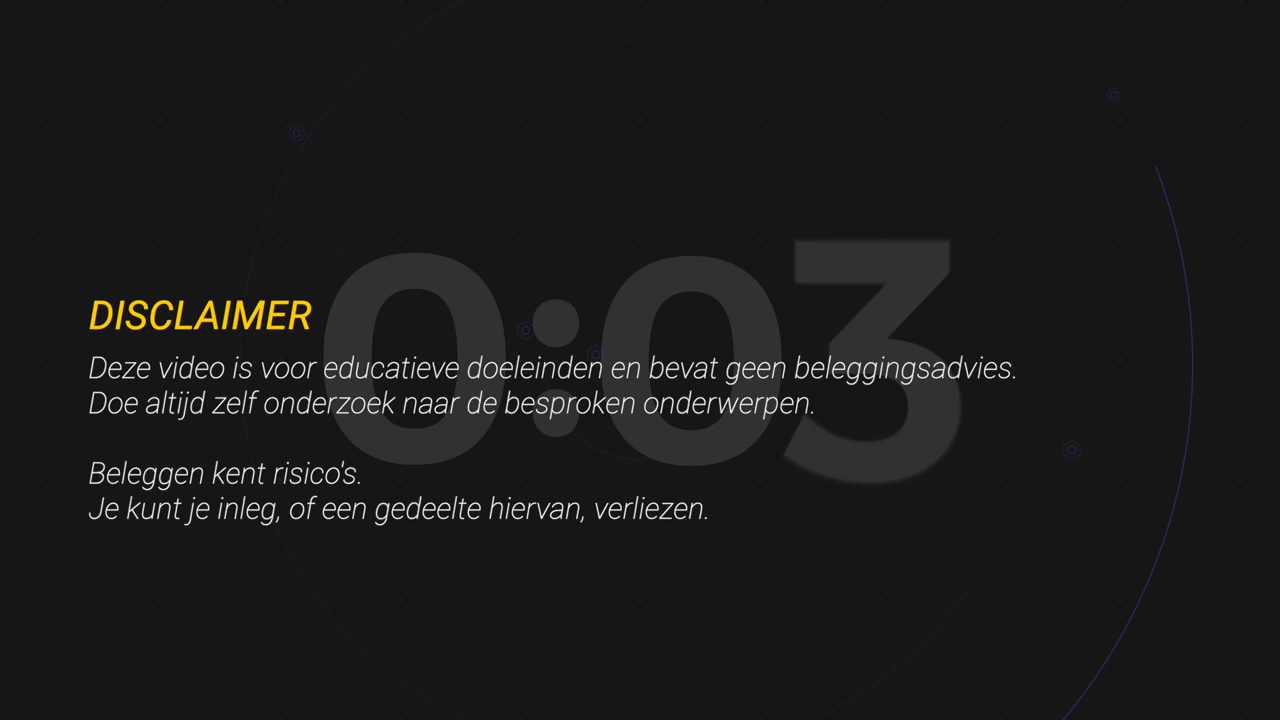 0:03
DISCLAIMER
Deze video is voor educatieve doeleinden en bevat geen beleggingsadvies.
Doe altijd zelf onderzoek naar de besproken onderwerpen.
Beleggen kent risico's.
Je kunt je inleg, of een gedeelte hiervan, verliezen.